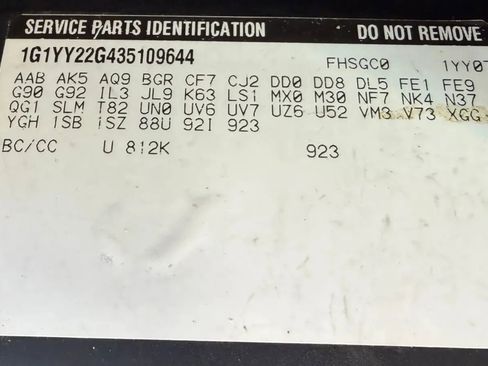 SERVICE PARTS IDENTIFICATION DO NOT REMOVE
1G1YY22G435109644 FHSGC0 1YY07
AAB AK5 AQ9 BGR CF7 CJ2 DD0 DD8 DL5 FE1 FE9
G90 G92 IL3 JL9 K63 LS1 MX0 M30 NF7 NK4 N37
QG1 SLM T82 UN0 UV6 UV7 UZ6 U52 VM3 V73 XGG
YGH 1SB 1SZ 88U 92I 923
BC/CC U 812K 923